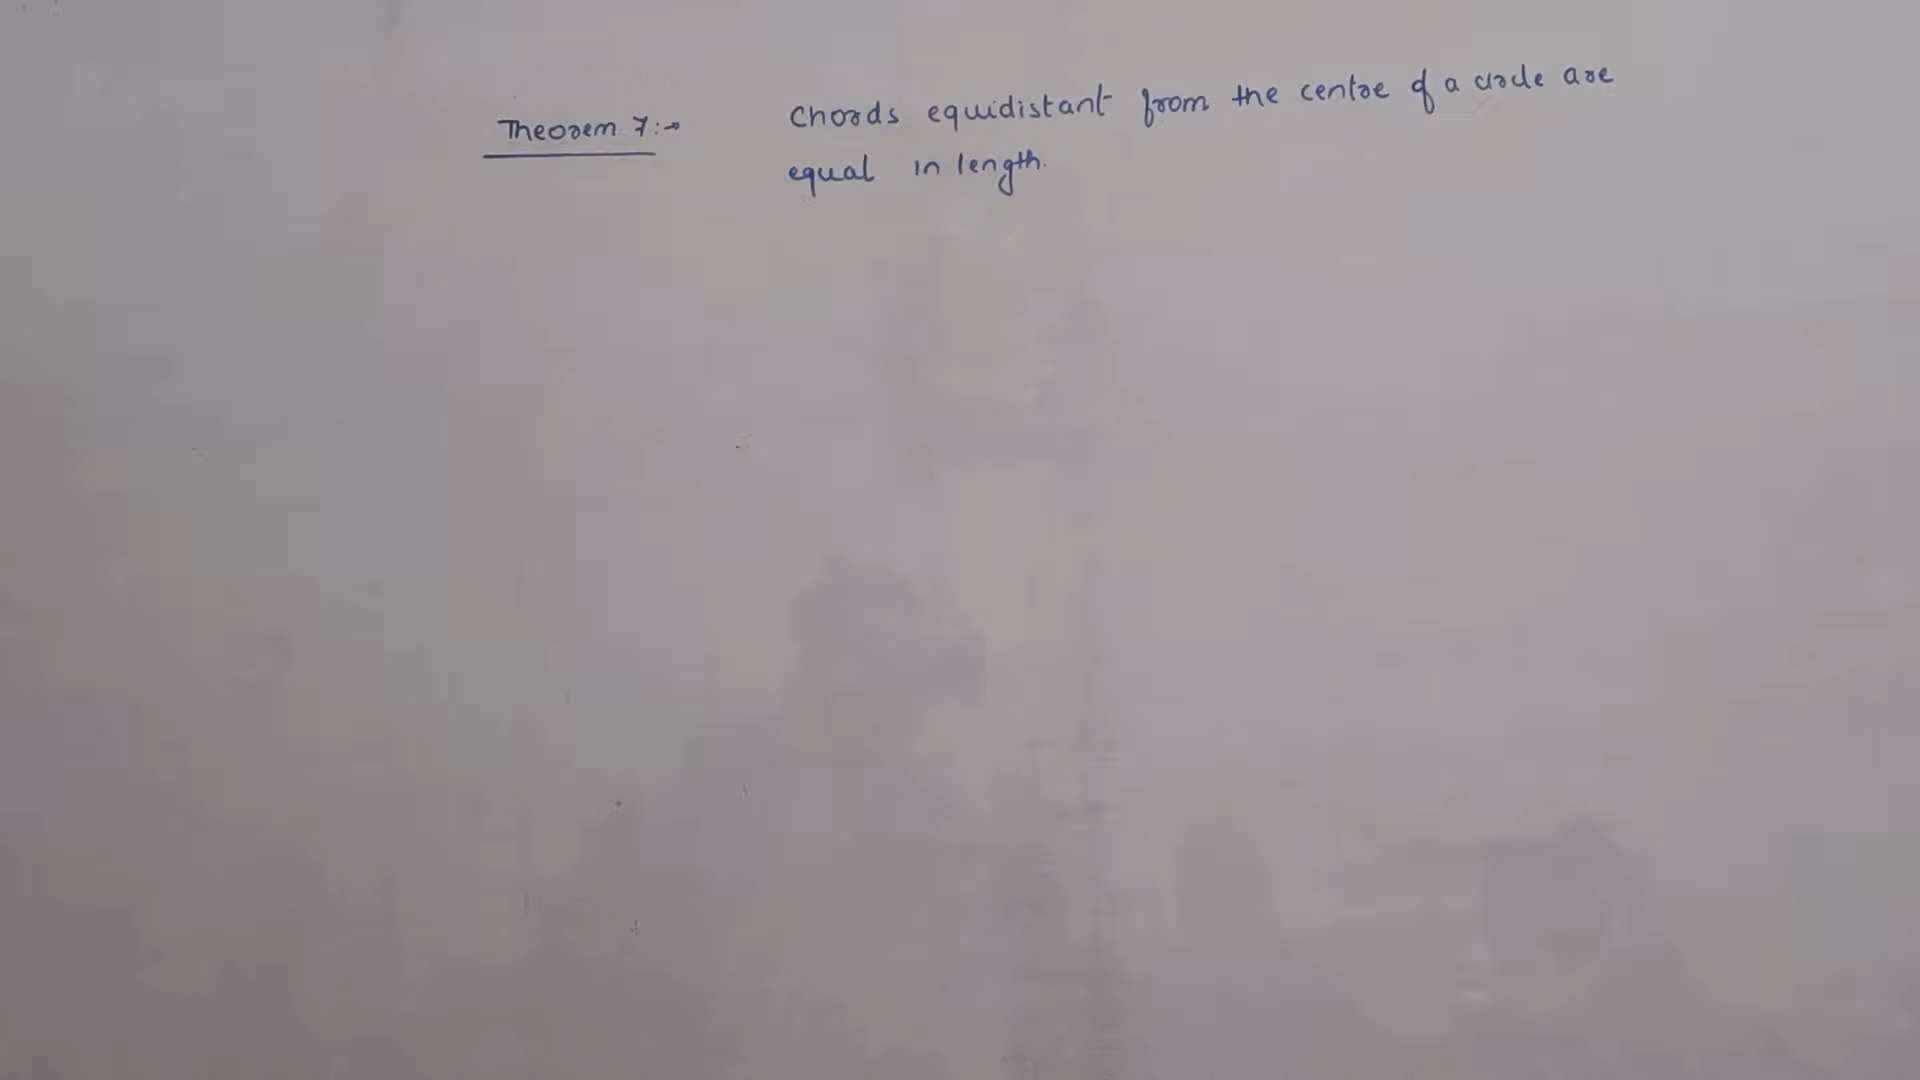 Theorem 7:→ Chords equidistant from the centre of a circle are
equal in length.